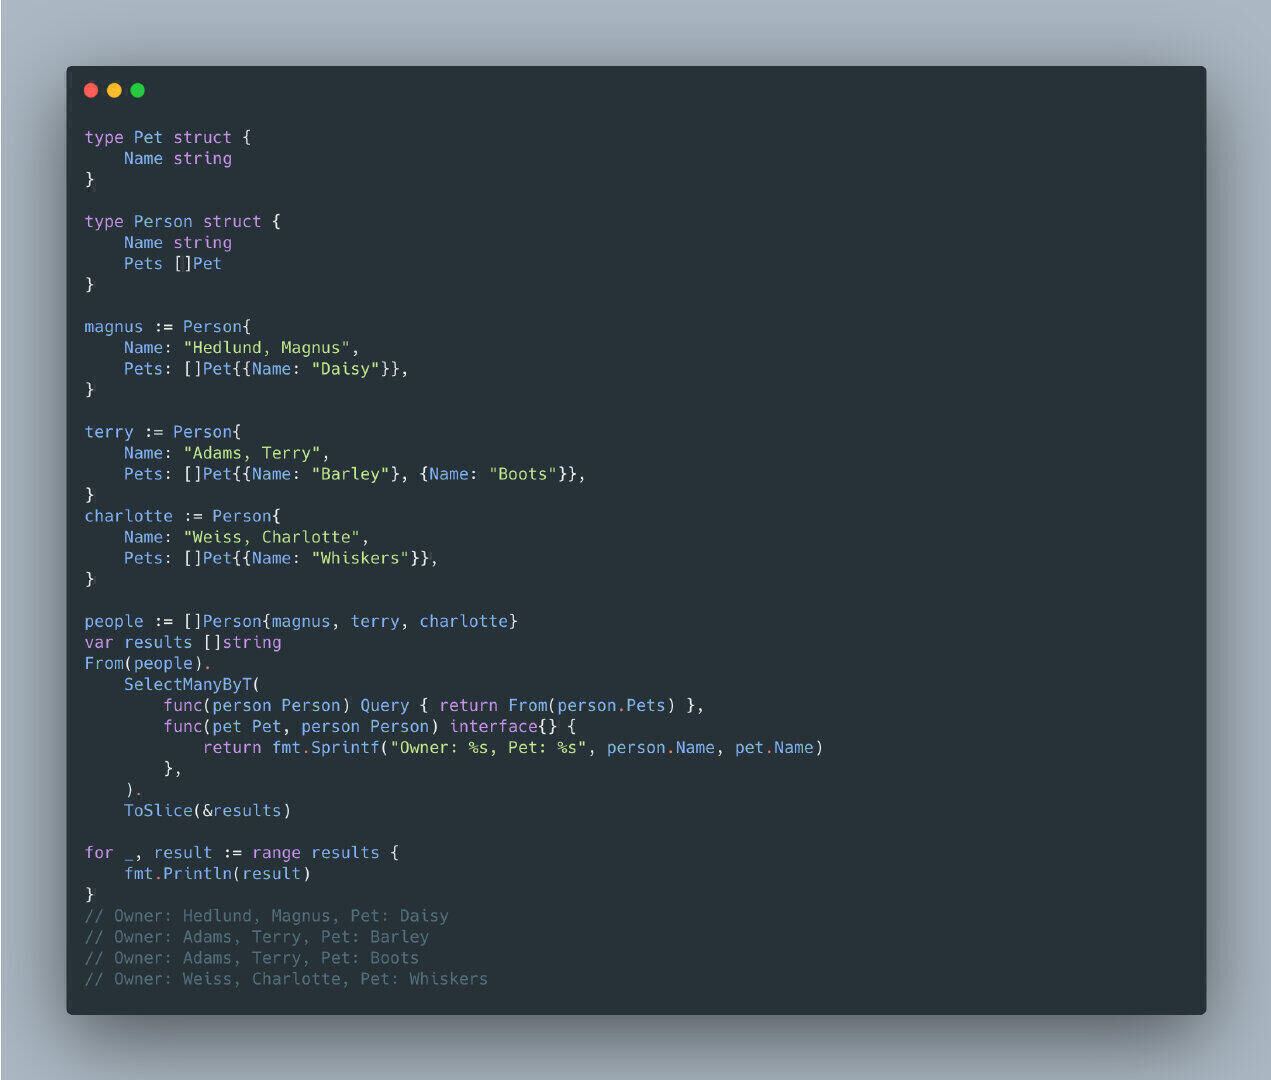 type Pet struct {
    Name string
}

type Person struct {
    Name string
    Pets []Pet
}

magnus := Person{
    Name: "Hedlund, Magnus",
    Pets: []Pet{{Name: "Daisy"}},
}

terry := Person{
    Name: "Adams, Terry",
    Pets: []Pet{{Name: "Barley"}, {Name: "Boots"}},
}
charlotte := Person{
    Name: "Weiss, Charlotte",
    Pets: []Pet{{Name: "Whiskers"}},
}

people := []Person{magnus, terry, charlotte}
var results []string
From(people).
    SelectManyByT(
        func(person Person) Query { return From(person.Pets) },
        func(pet Pet, person Person) interface{} {
            return fmt.Sprintf("Owner: %s, Pet: %s", person.Name, pet.Name)
        },
    ).
    ToSlice(&results)

for _, result := range results {
    fmt.Println(result)
}
// Owner: Hedlund, Magnus, Pet: Daisy
// Owner: Adams, Terry, Pet: Barley
// Owner: Adams, Terry, Pet: Boots
// Owner: Weiss, Charlotte, Pet: Whiskers